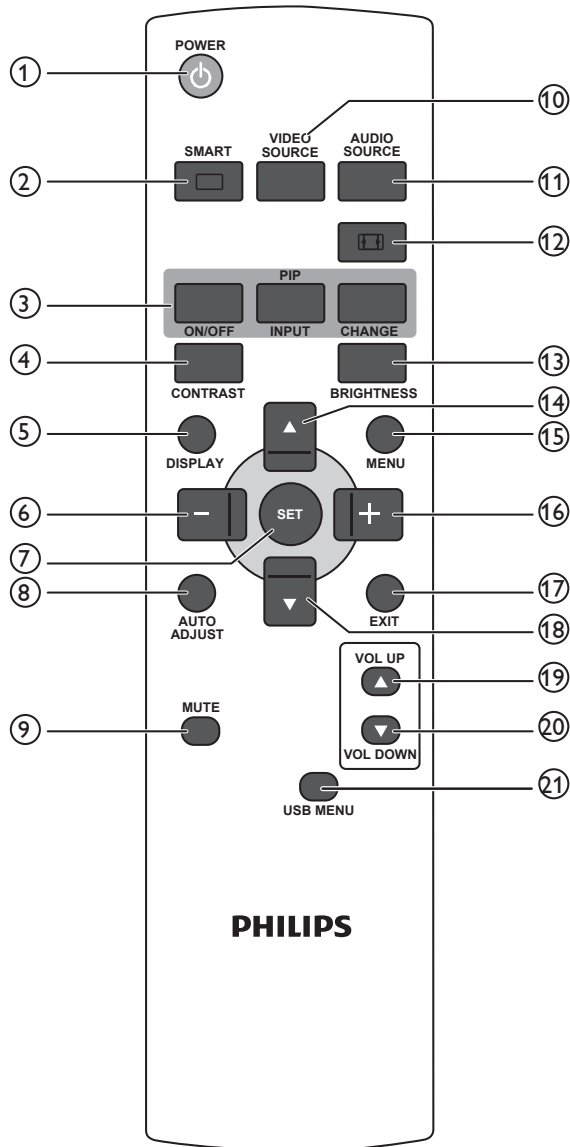 POWER
①
⑩
SMART
VIDEO
SOURCE
AUDIO
SOURCE
②
⑪
⑫
PIP
③
ON/OFF
INPUT
CHANGE
④
⑬
CONTRAST
BRIGHTNESS
⑭
⑤
⑮
DISPLAY
MENU
⑥
−
SET
+
⑯
⑦
⑧
⑰
AUTO
ADJUST
EXIT
⑱
VOL UP
⑲
MUTE
⑨
⑳
VOL DOWN
㉑
USB MENU
PHILIPS